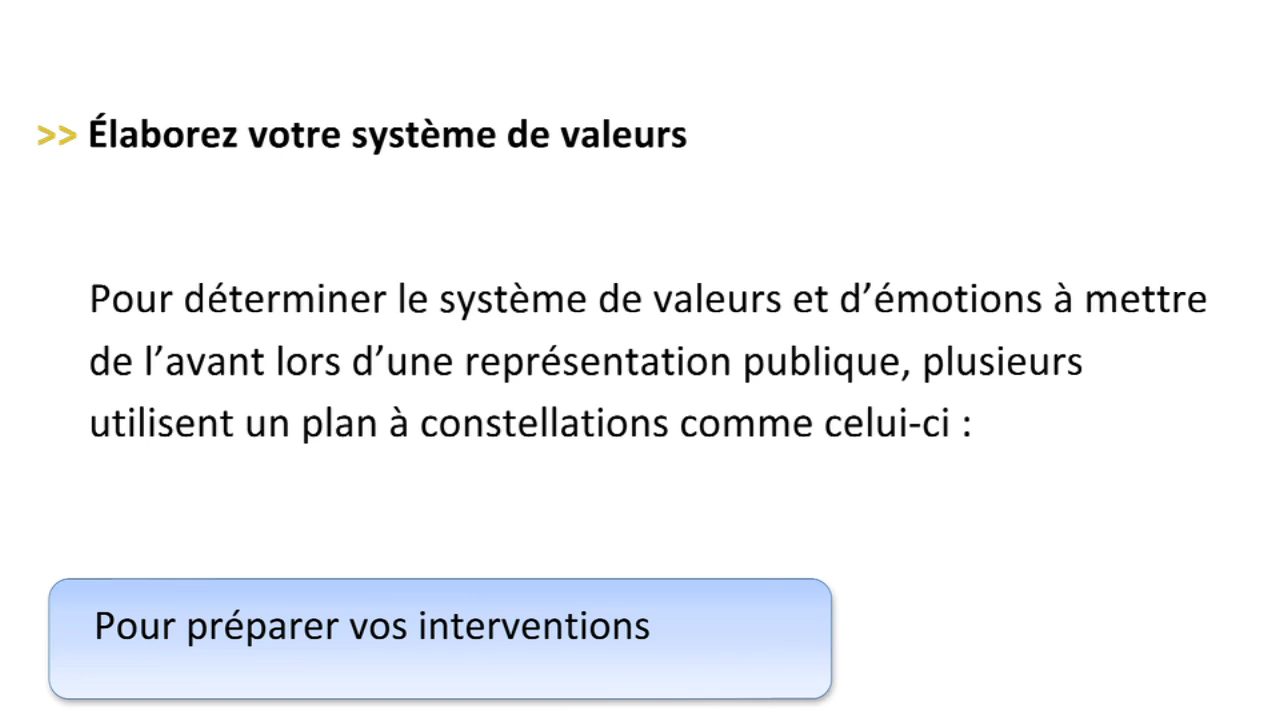 >> Élaborez votre système de valeurs
Pour déterminer le système de valeurs et d’émotions à mettre
de l’avant lors d’une représentation publique, plusieurs
utilisent un plan à constellations comme celui-ci :
Pour préparer vos interventions